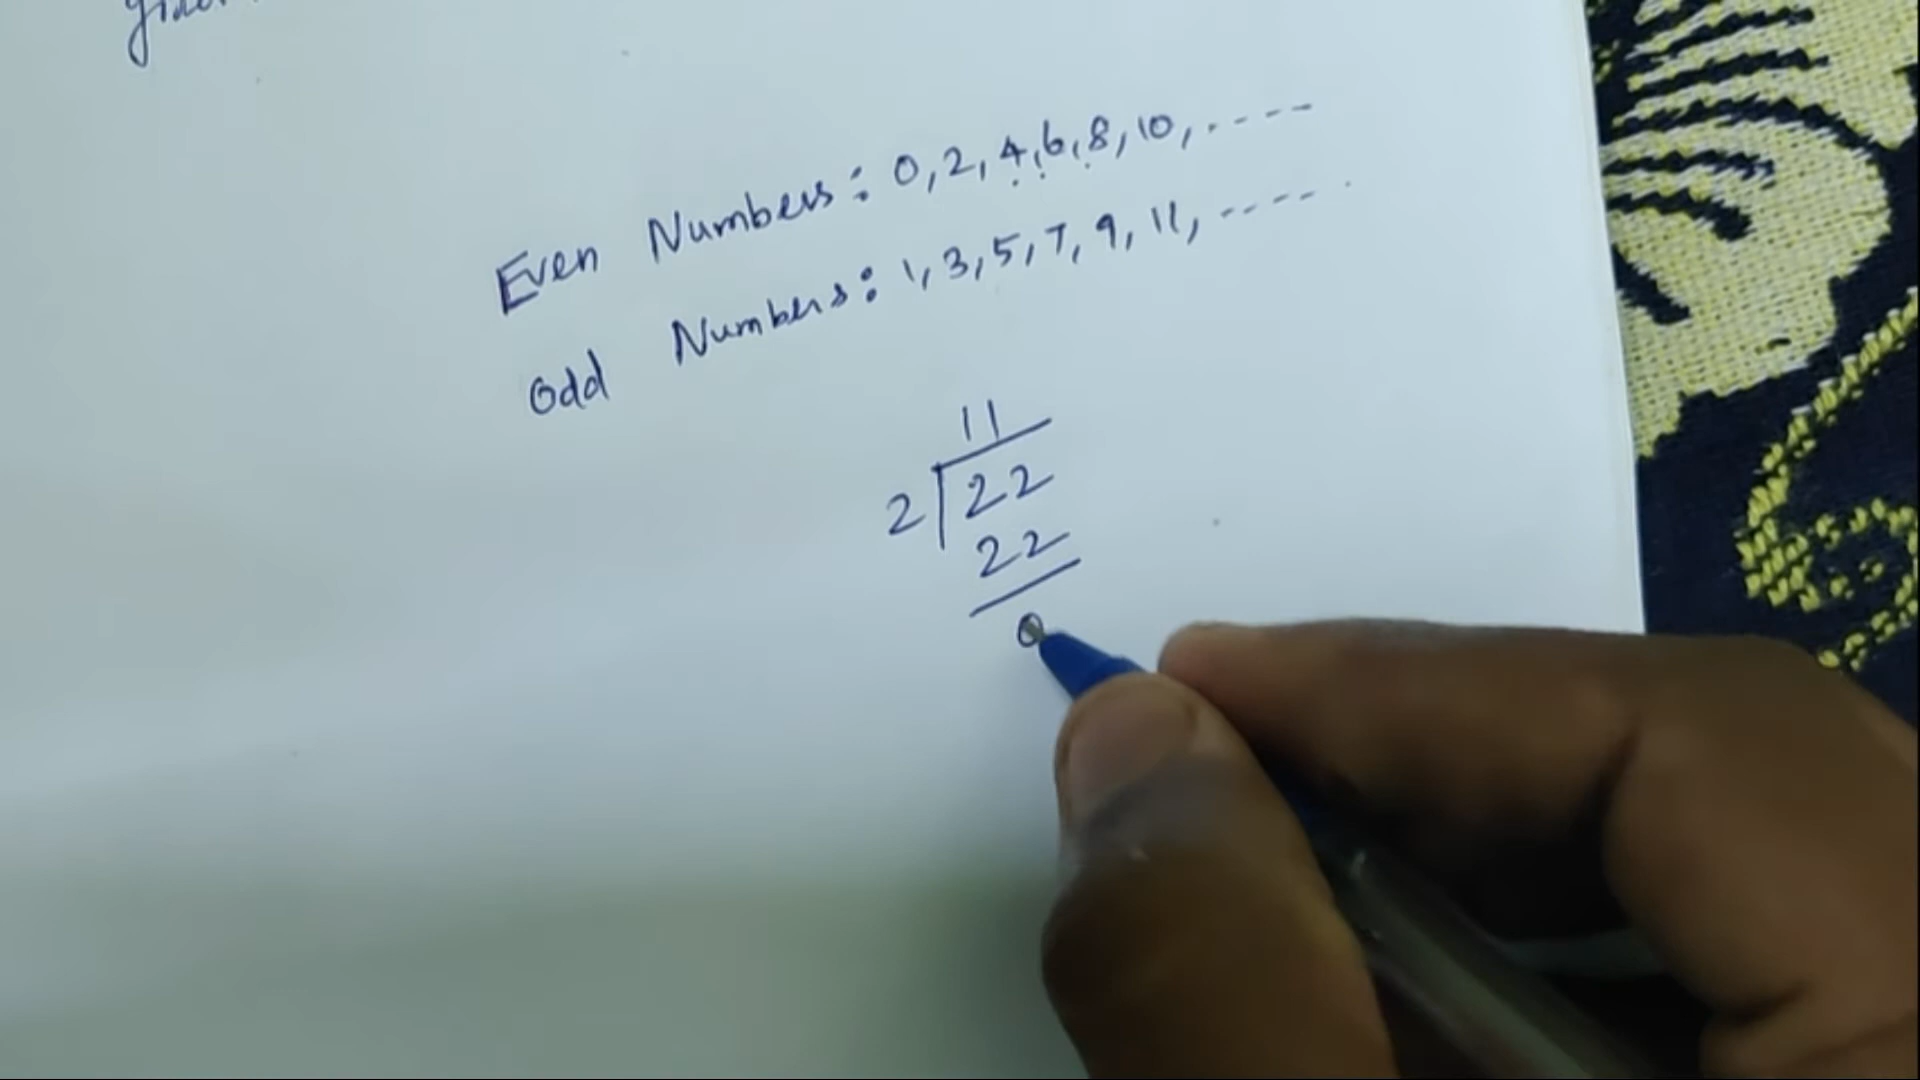 Even Numbers: 0, 2, 4, 6, 8, 10, .----
Odd Numbers: 1, 3, 5, 7, 9, 11, -----
11
2 22
22
0